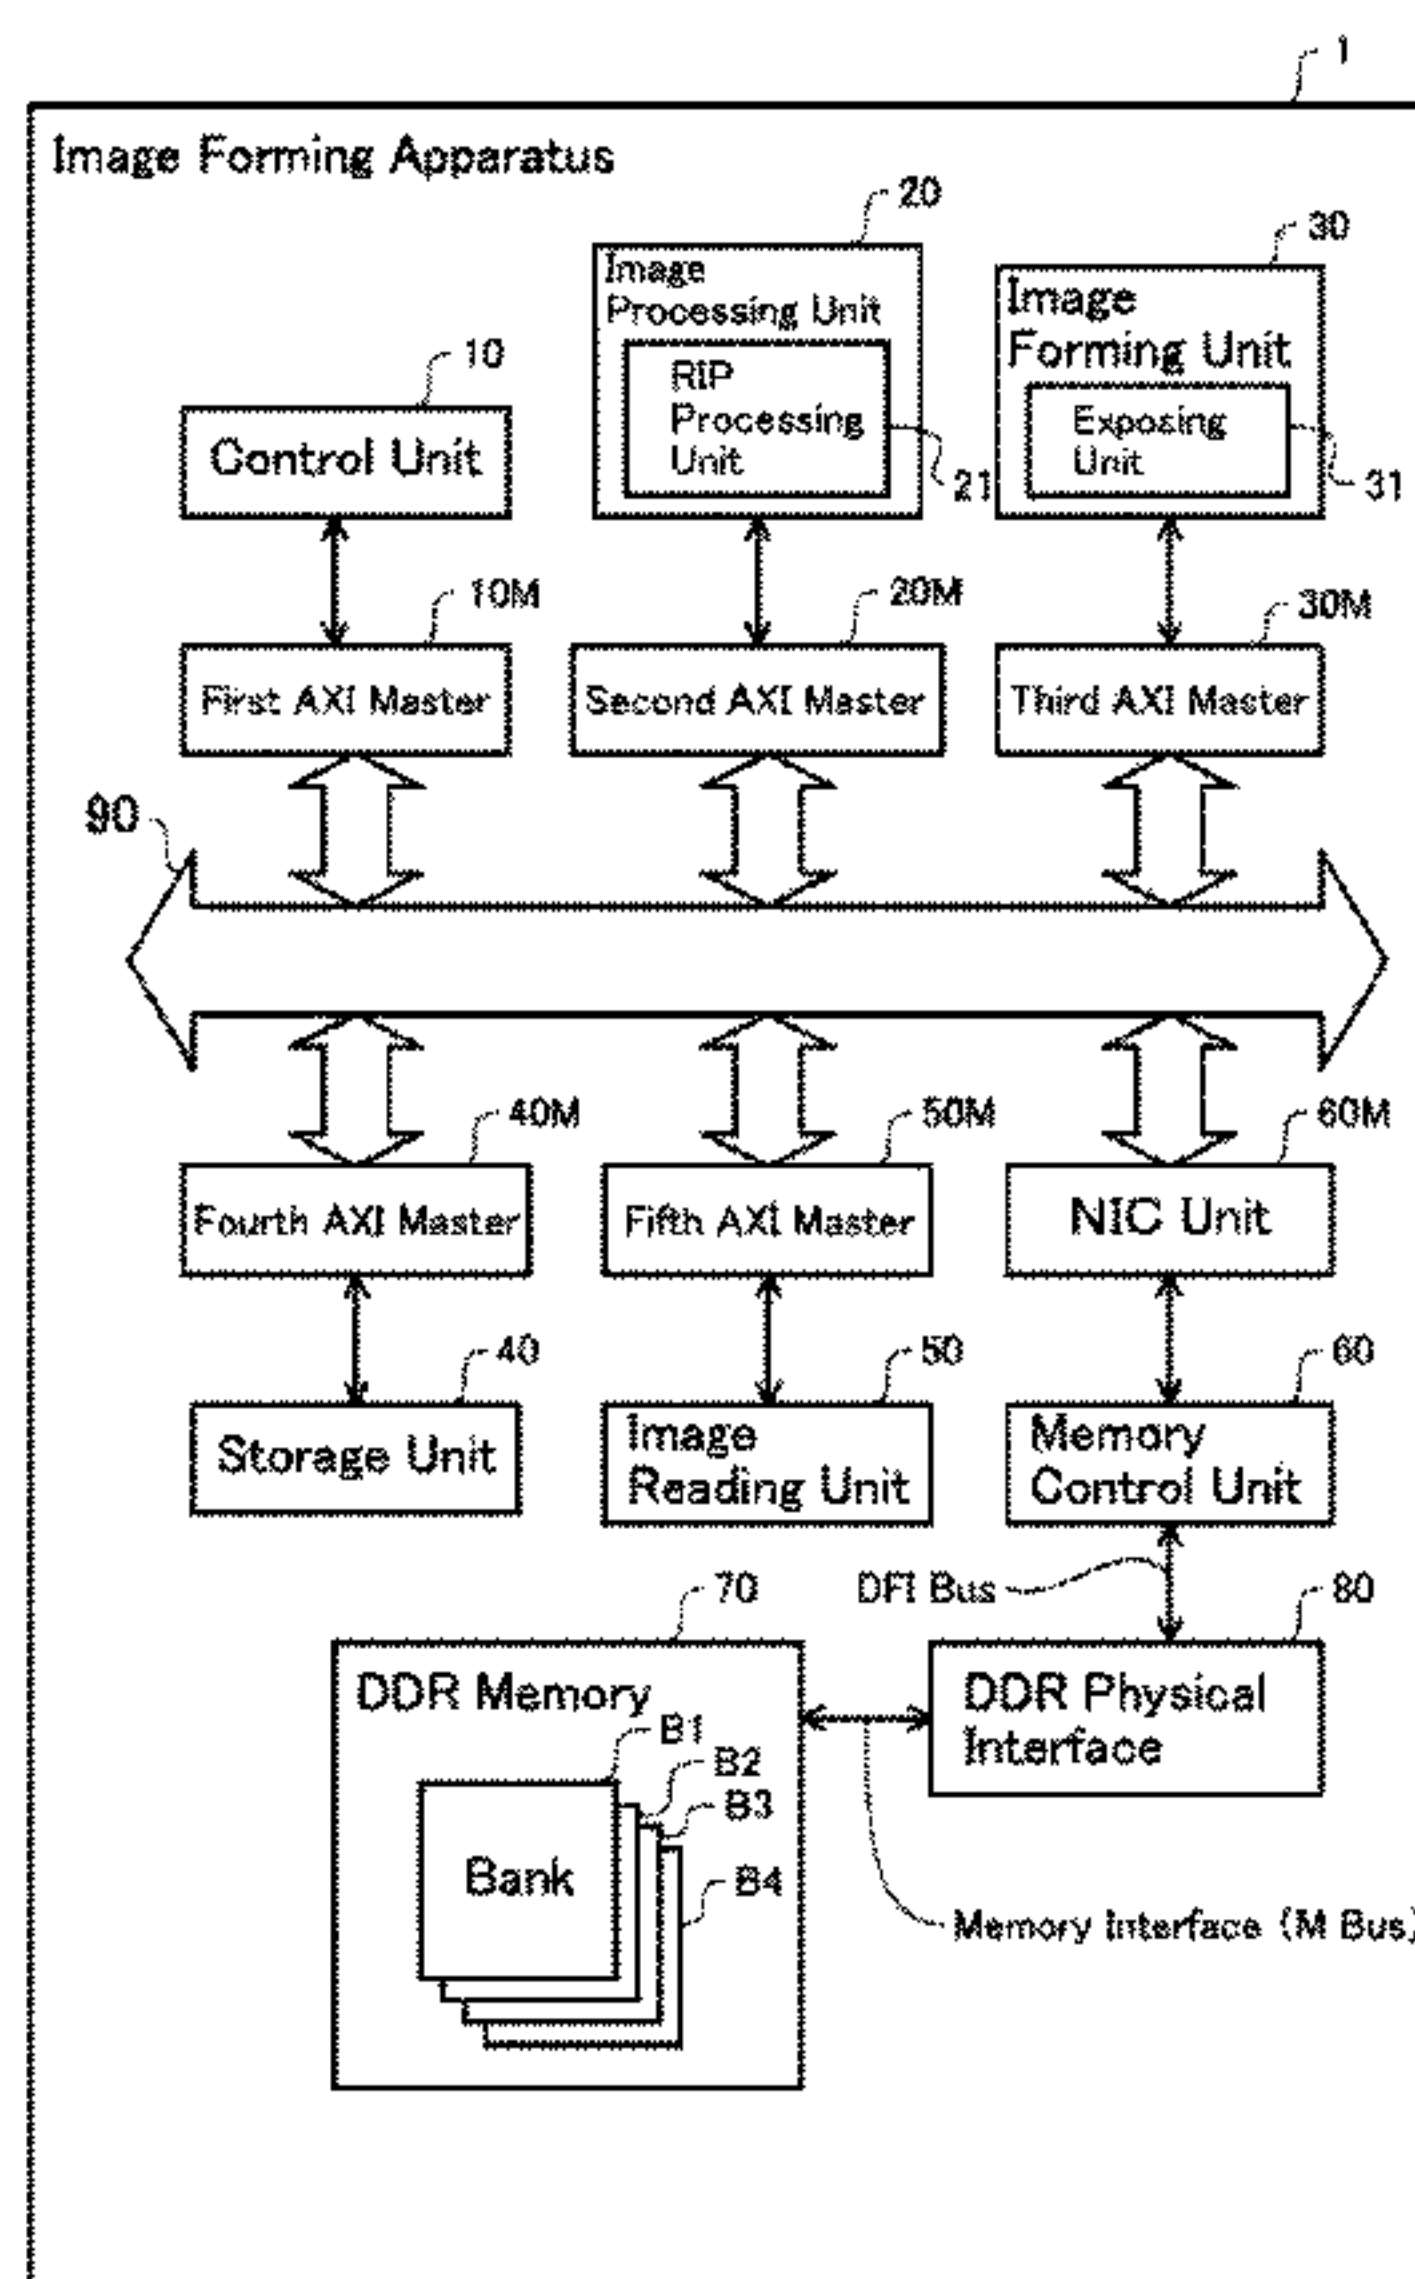 1
Image Forming Apparatus
20
Image
Processing Unit
RIP
Processing
Unit
21
30
Image
Forming Unit
Exposing
Unit
31
10
Control Unit
10M
First AXI Master
20M
Second AXI Master
30M
Third AXI Master
90
40M
Fourth AXI Master
50M
Fifth AXI Master
60M
NIC Unit
40
Storage Unit
50
Image
Reading Unit
60
Memory
Control Unit
DFI Bus
70
DDR Memory
B1
B2
B3
B4
Bank
80
DDR Physical
Interface
Memory Interface (M Bus)